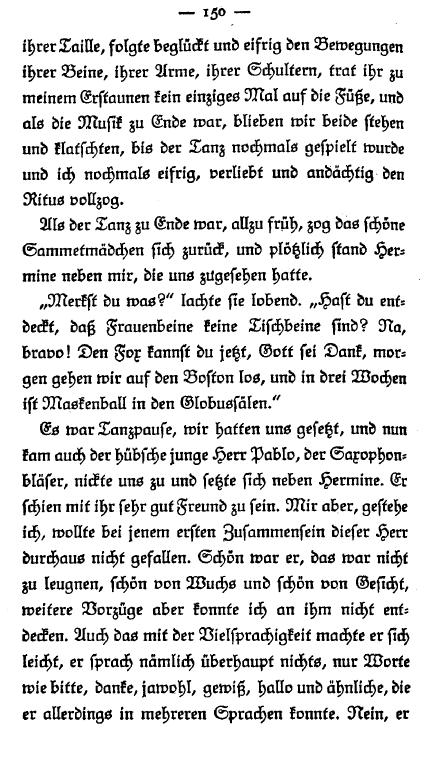 — 150 —
ihrer Taille, folgte beglückt und eifrig den Bewegungen
ihrer Beine, ihrer Arme, ihrer Schultern, trat ihr zu
meinem Erstaunen kein einziges Mal auf die Füße, und
als die Musik zu Ende war, blieben wir beide stehen
und klatschten, bis der Tanz nochmals gespielt wurde
und ich nochmals eifrig, verliebt und andächtig den
Ritus vollzog.
Als der Tanz zu Ende war, allzu früh, zog das schöne
Sammetmädchen sich zurück, und plötzlich stand Her-
mine neben mir, die uns zugesehen hatte.
„Merkst du was?“ lachte sie lobend. „Hast du ent-
deckt, daß Frauenbeine keine Tischbeine sind? Na,
bravo! Den Fox kannst du jetzt, Gott sei Dank, mor-
gen gehen wir auf den Boston los, und in drei Wochen
ist Maskenball in den Globussälen.“
Es war Tanzpause, wir hatten uns gesetzt, und nun
kam auch der hübsche junge Herr Pablo, der Saxophon-
bläser, nickte uns zu und setzte sich neben Hermine. Er
schien mit ihr sehr gut Freund zu sein. Mir aber, gestehe
ich, wollte bei jenem ersten Zusammensein dieser Herr
durchaus nicht gefallen. Schön war er, das war nicht
zu leugnen, schön von Wuchs und schön von Gesicht,
weitere Vorzüge aber konnte ich an ihm nicht ent-
decken. Auch das mit der Vielsprachigkeit machte er sich
leicht, er sprach nämlich überhaupt nichts, nur Worte
wie bitte, danke, jawohl, gewiß, hallo und ähnliche, die
er allerdings in mehreren Sprachen konnte. Nein, er